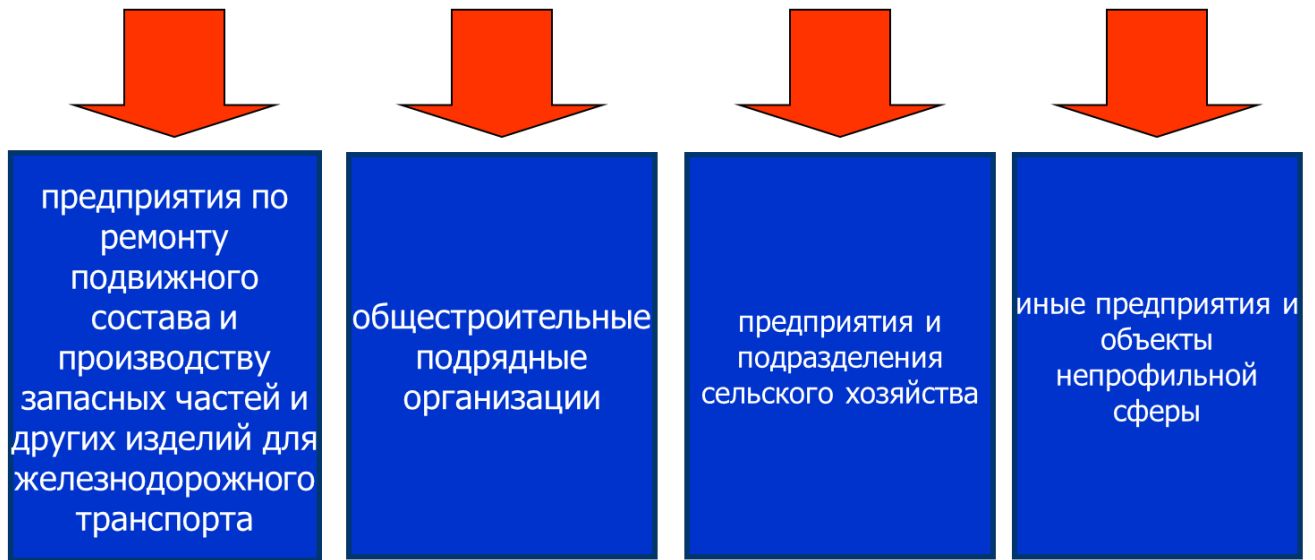 предприятия по
ремонту
подвижного
состава и
производству
запасных частей и
других изделий для
железнодорожного
транспорта
общестроительные
подрядные
организации
предприятия и
подразделения
сельского хозяйства
иные предприятия и
объекты
непрофильной
сферы